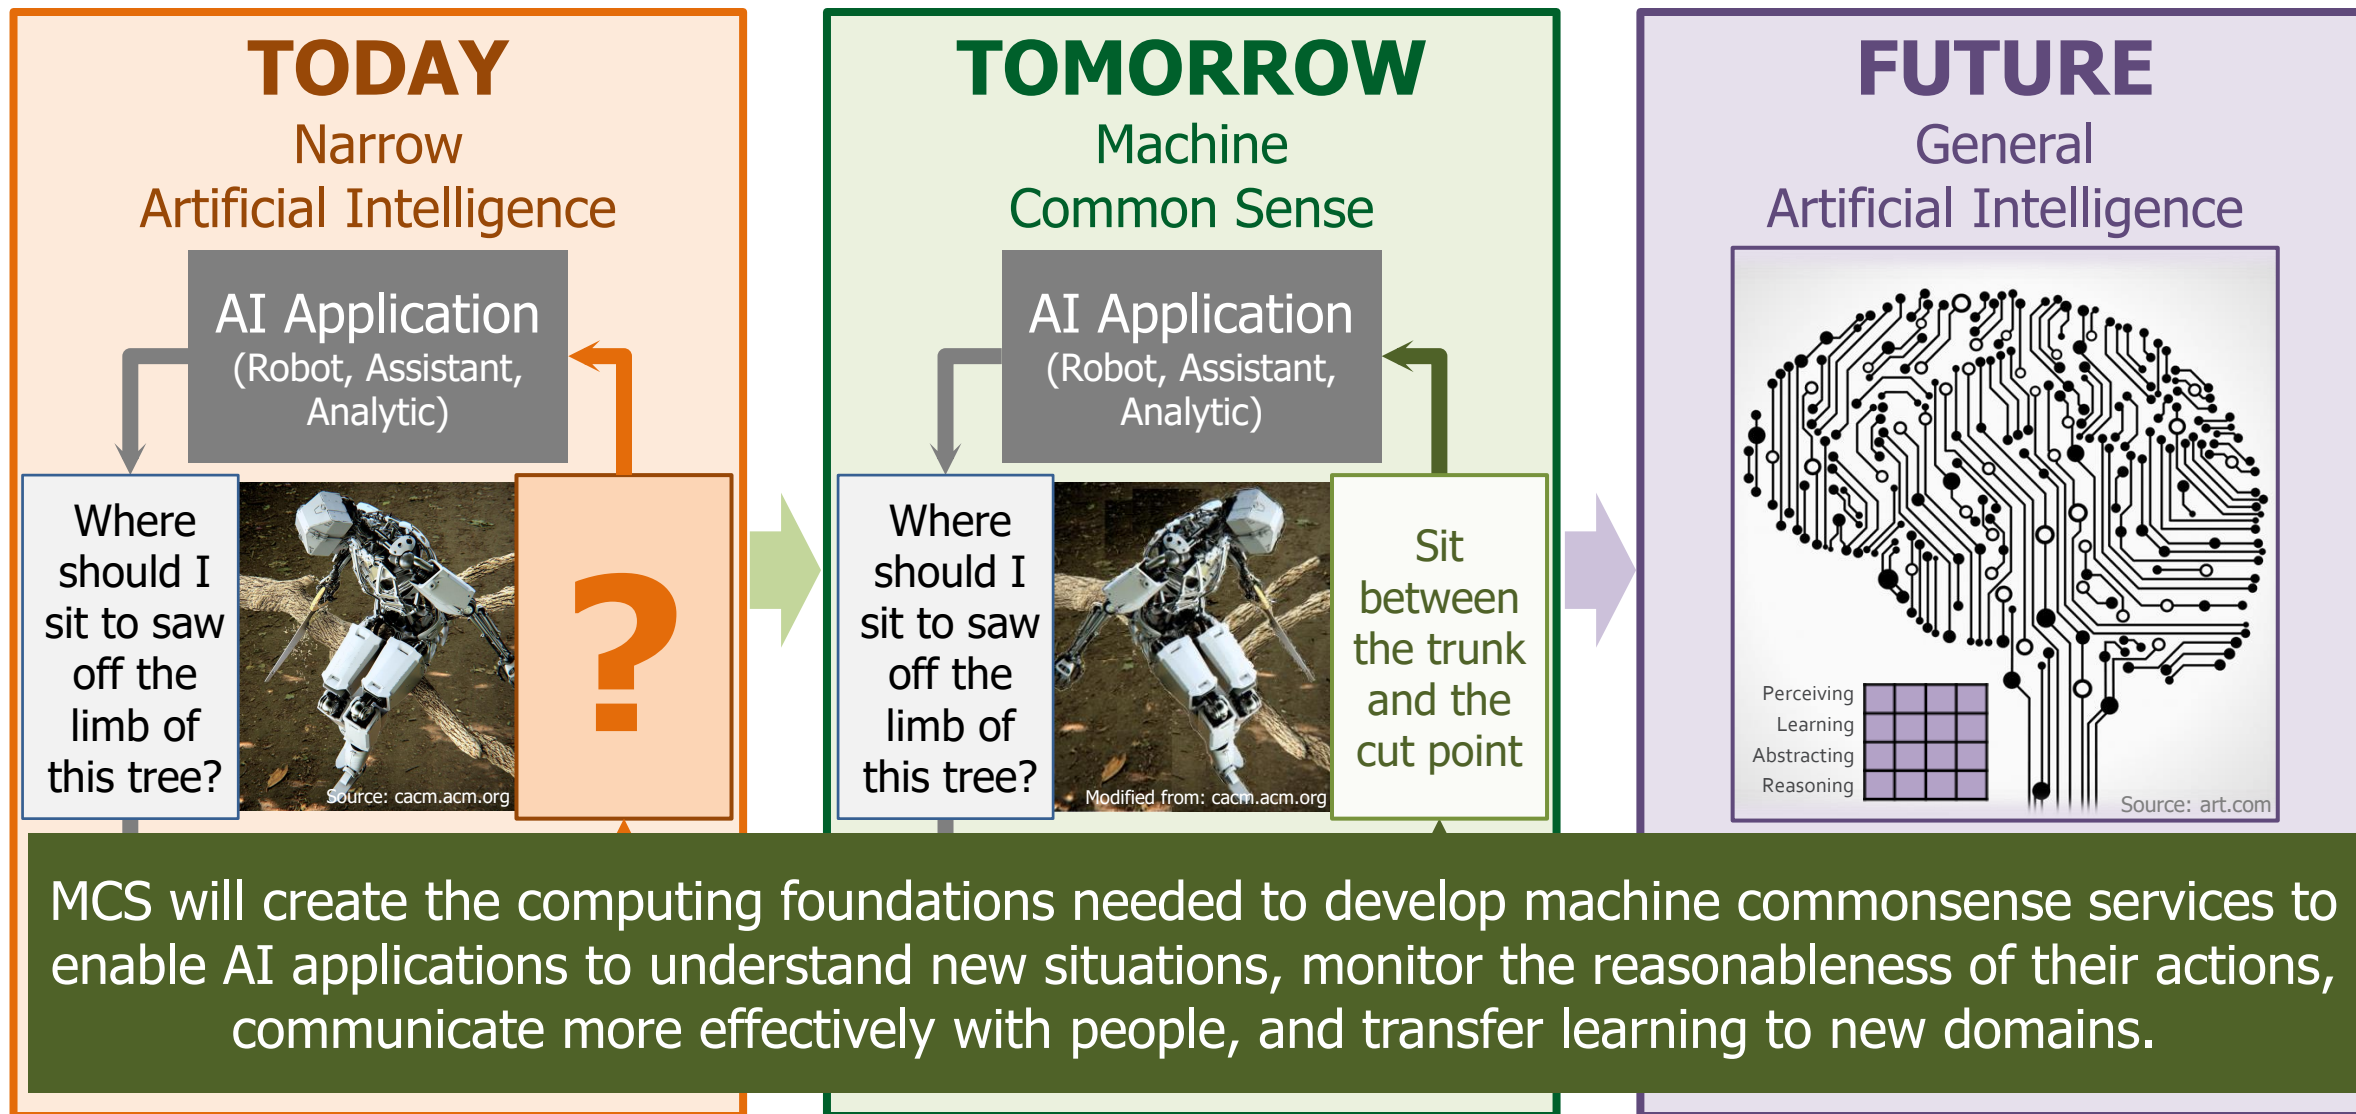 TODAY
Narrow
Artificial Intelligence
AI Application
(Robot, Assistant,
Analytic)
Where
should I
sit to saw
off the
limb of
this tree?
Source: cacm.acm.org
?
TOMORROW
Machine
Common Sense
AI Application
(Robot, Assistant,
Analytic)
Where
should I
sit to saw
off the
limb of
this tree?
Modified from: cacm.acm.org
Sit
between
the trunk
and the
cut point
FUTURE
General
Artificial Intelligence
Perceiving
Learning
Abstracting
Reasoning
Source: art.com
MCS will create the computing foundations needed to develop machine commonsense services to
enable AI applications to understand new situations, monitor the reasonableness of their actions,
communicate more effectively with people, and transfer learning to new domains.